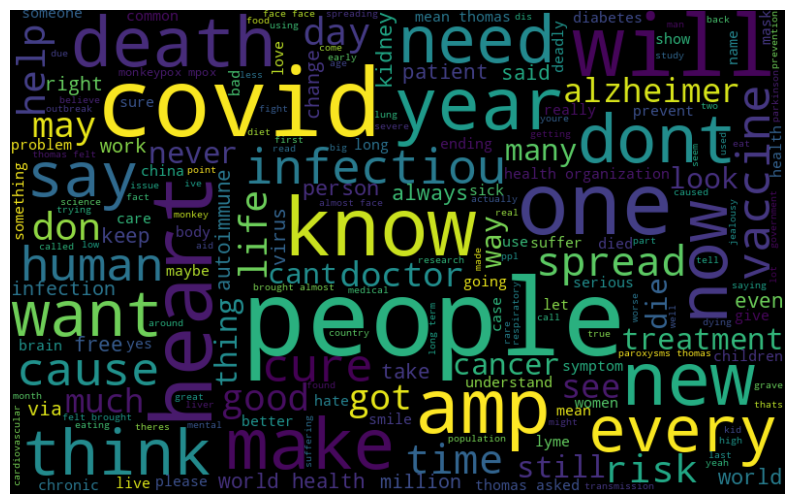 someone common food face face spreading using mean thomas dis diabetes mask man back
death day need will
help covid kidney patient said deadly show name prevention
monkeypox mpox love come early change
right bad less due age study
outbreak sure year alzheimer
believe fight lung severe really prevent two parkinson
may diet youre seem used
problem work never first big long ending many dont vaccine
thomas felt read getting eat health
say china point infectiou health organization look
something science issue live person always sick caused
trying fact monkey almost face actually real jealousy government
don care body life know way one now
called low keep aid virus use suffer died part
human maybe autoimmune cant doctor research ppl tell lot
infection brought almost medical going made spread saying
around case let serious die even
want brain free yes thing people rare respiratory worse well give
country long term call true dying
cause cure cancer treatment
month felt brought take symptom paroxysms thomas children
via much good got understand see new
cardiovascular great liver found hate mean women grave
eating theres mental better smile amp might thats
think suffering make population lyme kid every
time still risk high last yeah
chronic live please world health million thomas asked transmission world